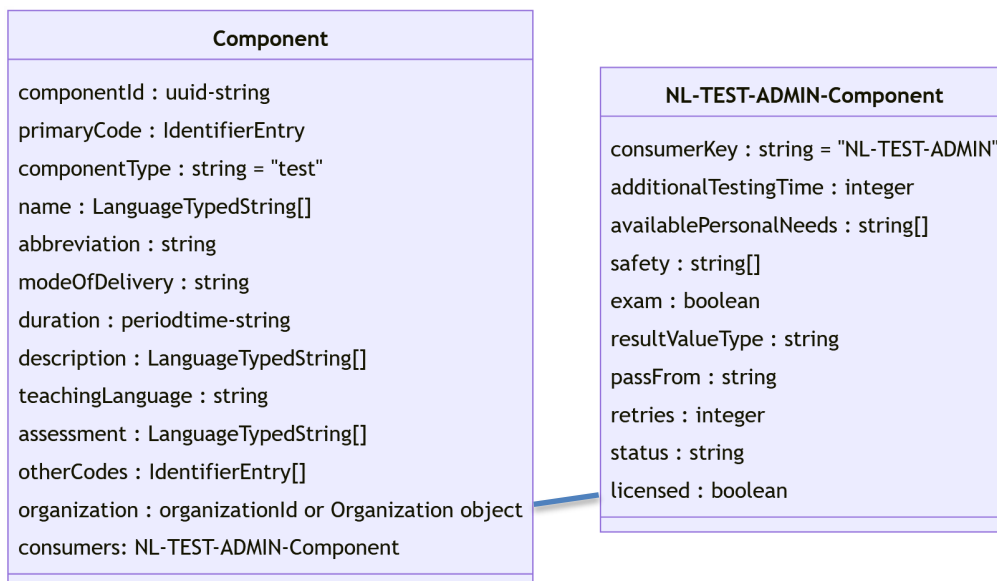 Component
componentId : uuid-string
primaryCode : IdentifierEntry
componentType : string = "test"
name : LanguageTypedString[]
abbreviation : string
modeOfDelivery : string
duration : periodtime-string
description : LanguageTypedString[]
teachingLanguage : string
assessment : LanguageTypedString[]
otherCodes : IdentifierEntry[]
organization : organizationId or Organization object
consumers: NL-TEST-ADMIN-Component
NL-TEST-ADMIN-Component
consumerKey : string = "NL-TEST-ADMIN"
additionalTestingTime : integer
availablePersonalNeeds : string[]
safety : string[]
exam : boolean
resultValueType : string
passFrom : string
retries : integer
status : string
licensed : boolean